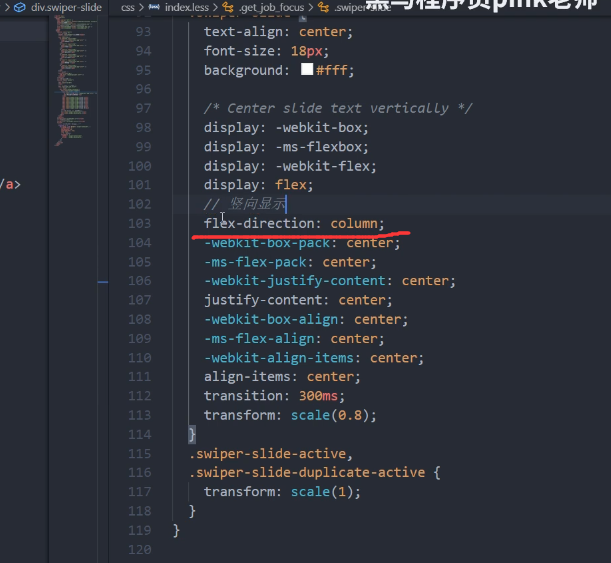 div.swiper-slide css > index.less > .get_job_focus > .swiper-slide
黑马程序员pink老师
93 text-align: center;
94 font-size: 18px;
95 background: #fff;
96
97 /* Center slide text vertically */
98 display: -webkit-box;
99 display: -ms-flexbox;
100 display: -webkit-flex;
/a>
101 display: flex;
102 // 竖向显示
103 flex-direction: column;
104 -webkit-box-pack: center;
105 -ms-flex-pack: center;
106 -webkit-justify-content: center;
107 justify-content: center;
108 -webkit-box-align: center;
109 -ms-flex-align: center;
110 -webkit-align-items: center;
111 align-items: center;
112 transition: 300ms;
113 transform: scale(0.8);
114 }
115 .swiper-slide-active,
116 .swiper-slide-duplicate-active {
117 transform: scale(1);
118 }
119 }
120